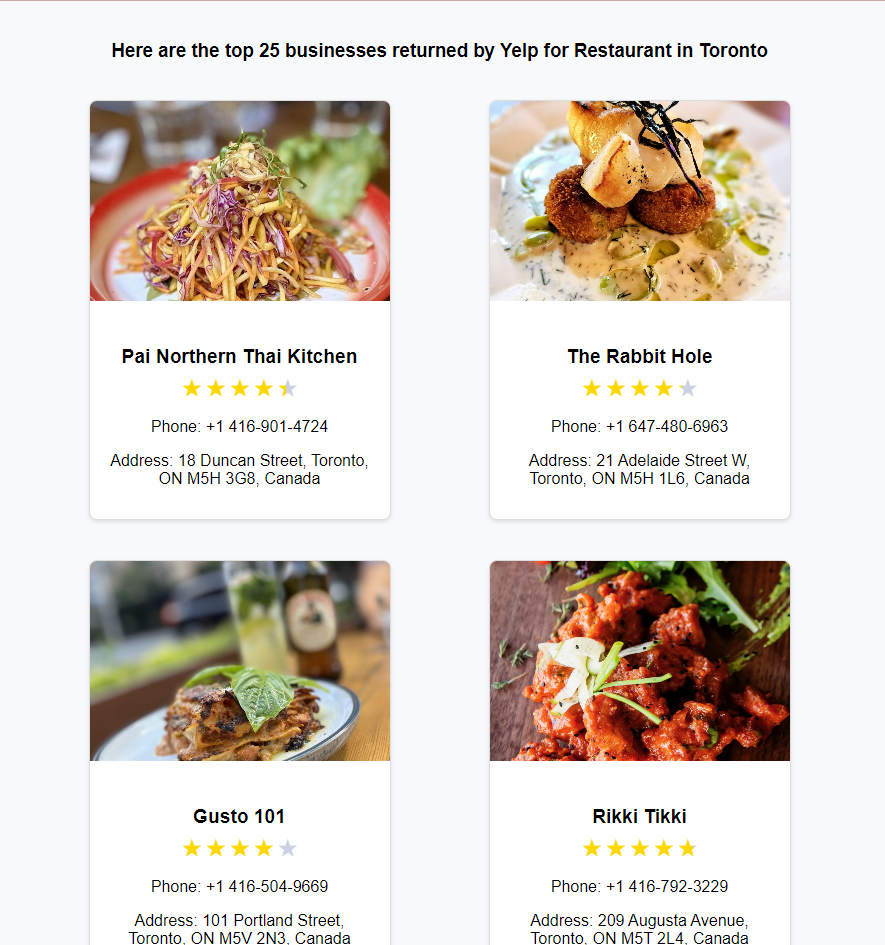 Here are the top 25 businesses returned by Yelp for Restaurant in Toronto
Pai Northern Thai Kitchen
Phone: +1 416-901-4724
Address: 18 Duncan Street, Toronto,
ON M5H 3G8, Canada
The Rabbit Hole
Phone: +1 647-480-6963
Address: 21 Adelaide Street W,
Toronto, ON M5H 1L6, Canada
Gusto 101
Phone: +1 416-504-9669
Address: 101 Portland Street,
Toronto, ON M5V 2N3, Canada
Rikki Tikki
Phone: +1 416-792-3229
Address: 209 Augusta Avenue,
Toronto, ON M5T 2L4, Canada